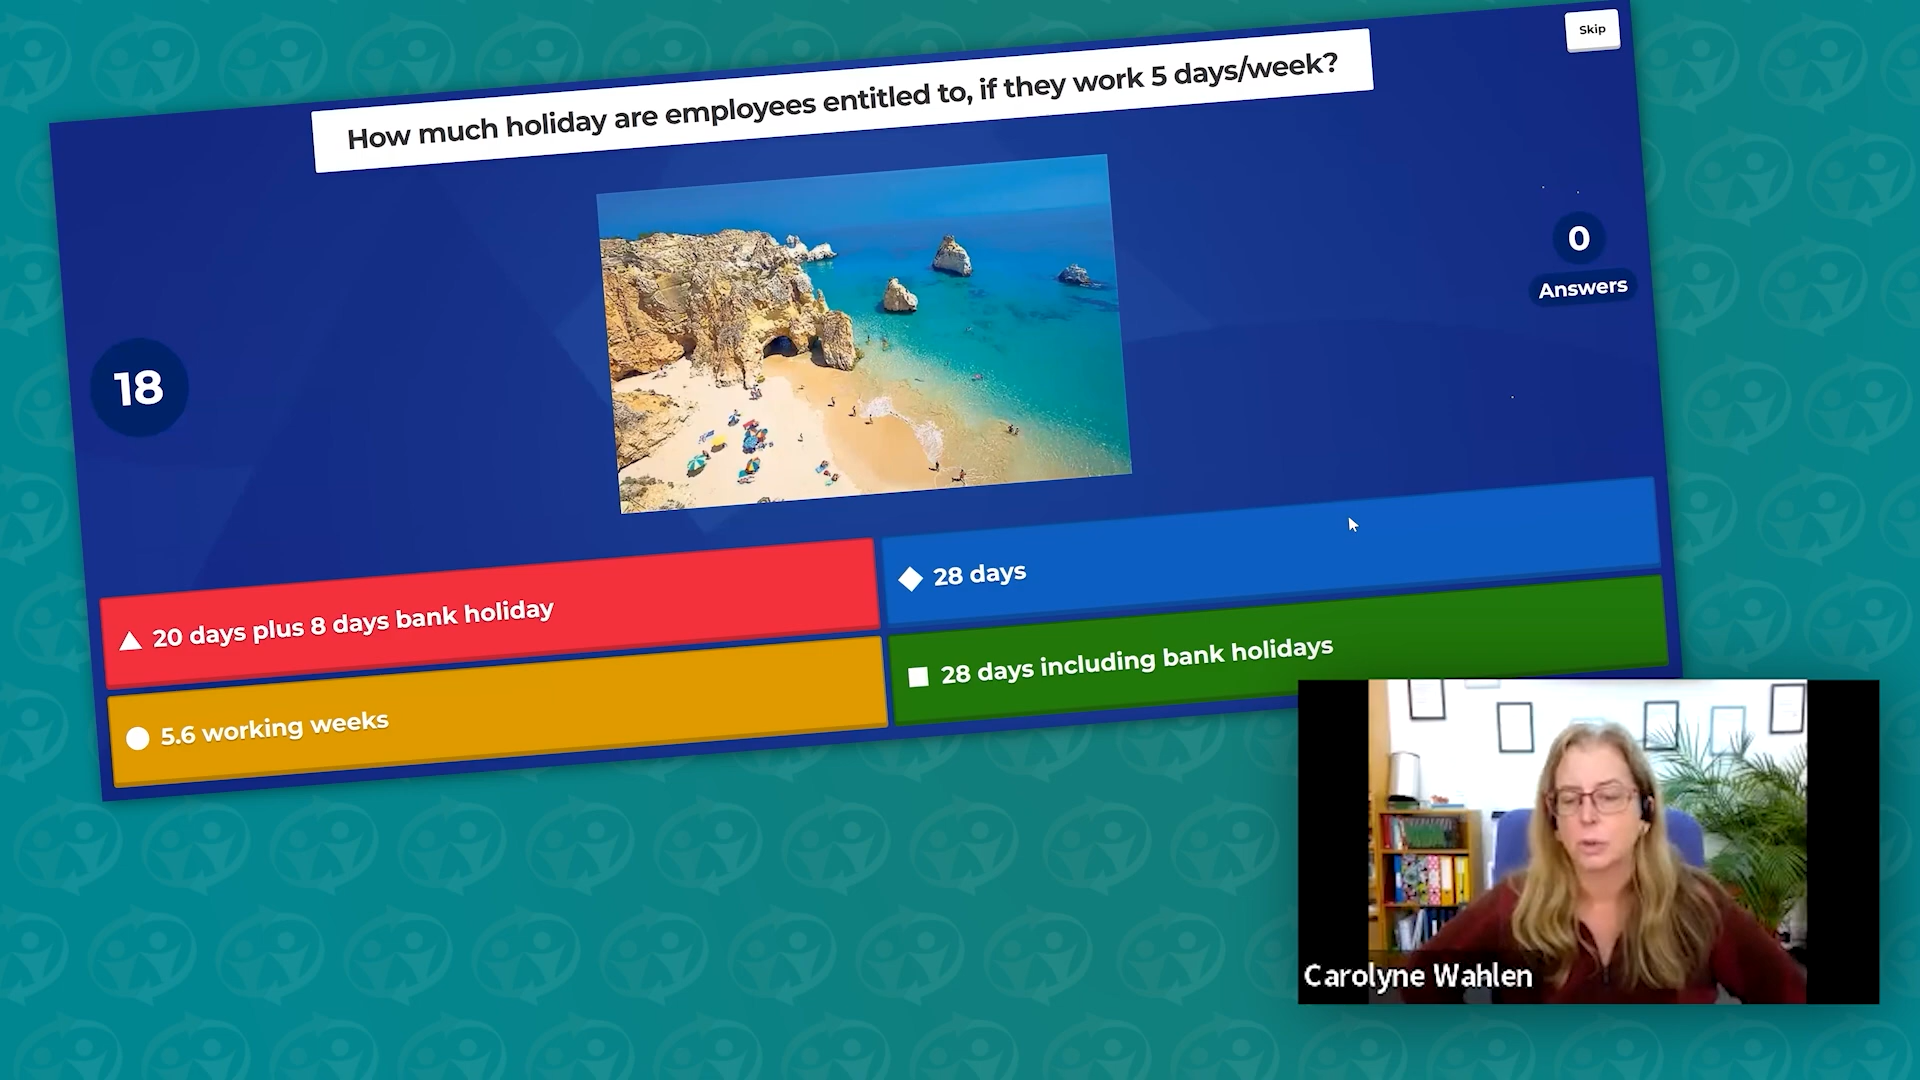 Skip
How much holiday are employees entitled to, if they work 5 days/week?
0
Answers
18
20 days plus 8 days bank holiday
28 days
5.6 working weeks
28 days including bank holidays
Carolyne Wahlen